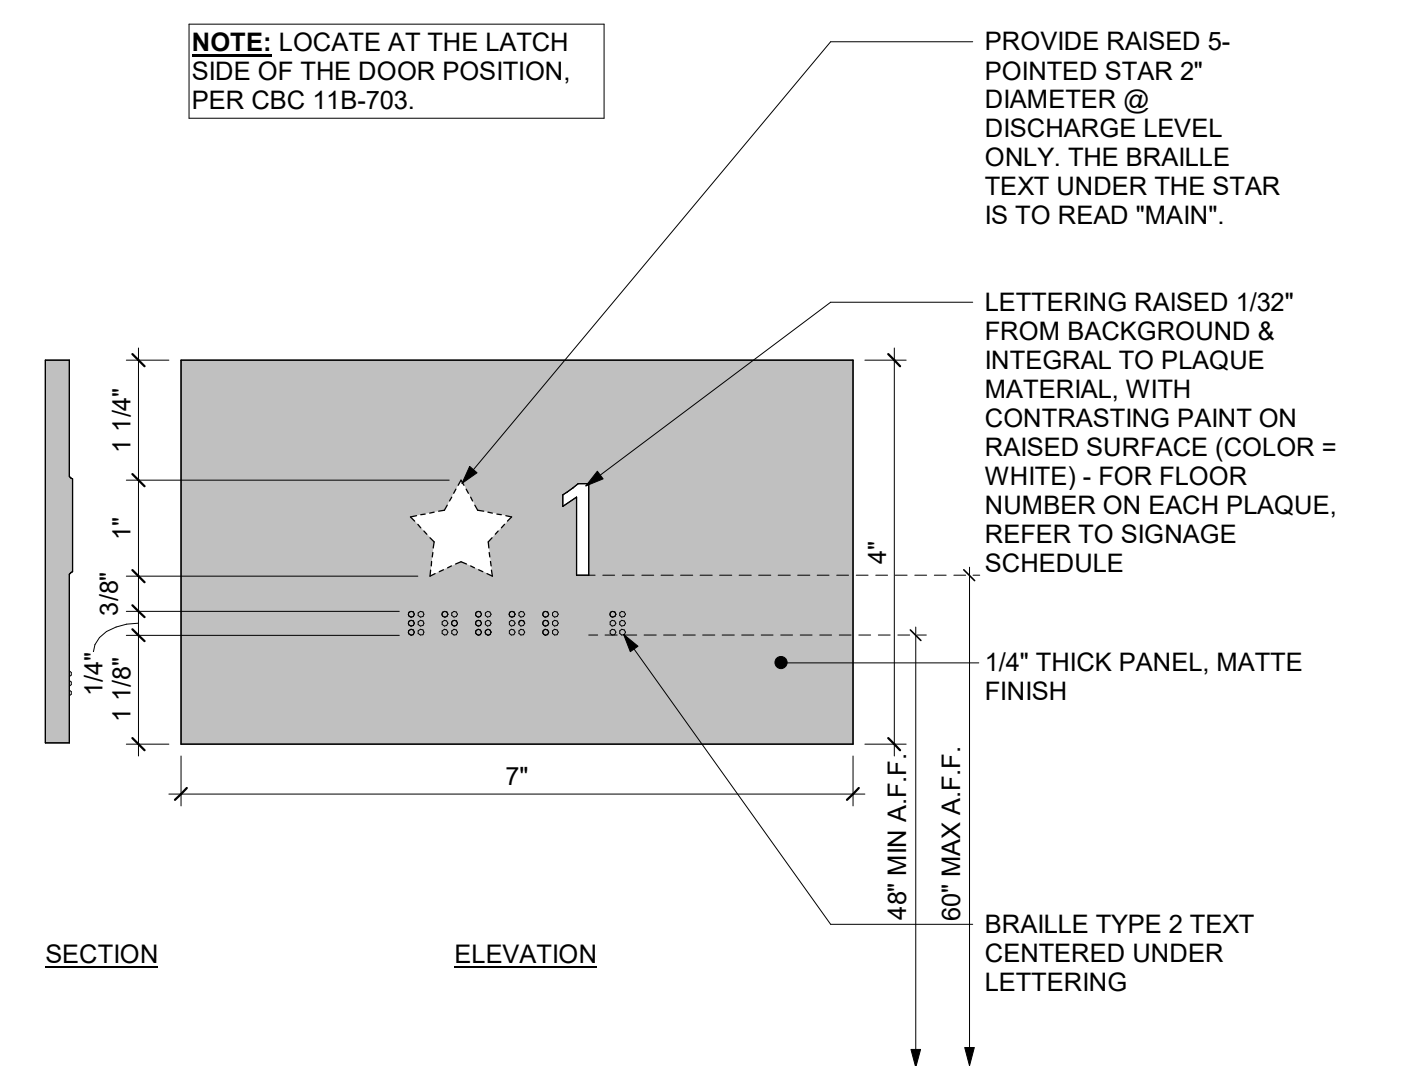 NOTE: LOCATE AT THE LATCH
SIDE OF THE DOOR POSITION,
PER CBC 11B-703.
PROVIDE RAISED 5-
POINTED STAR 2"
DIAMETER @
DISCHARGE LEVEL
ONLY. THE BRAILLE
TEXT UNDER THE STAR
IS TO READ "MAIN".
LETTERING RAISED 1/32"
FROM BACKGROUND &
INTEGRAL TO PLAQUE
MATERIAL, WITH
CONTRASTING PAINT ON
RAISED SURFACE (COLOR =
WHITE) - FOR FLOOR
NUMBER ON EACH PLAQUE,
REFER TO SIGNAGE
SCHEDULE
1 1/4"
1"
3/8"
1/4"
1 1/8"
1
4"
7"
48" MIN A.F.F.
60" MAX A.F.F.
1/4" THICK PANEL, MATTE
FINISH
BRAILLE TYPE 2 TEXT
CENTERED UNDER
LETTERING
SECTION
ELEVATION